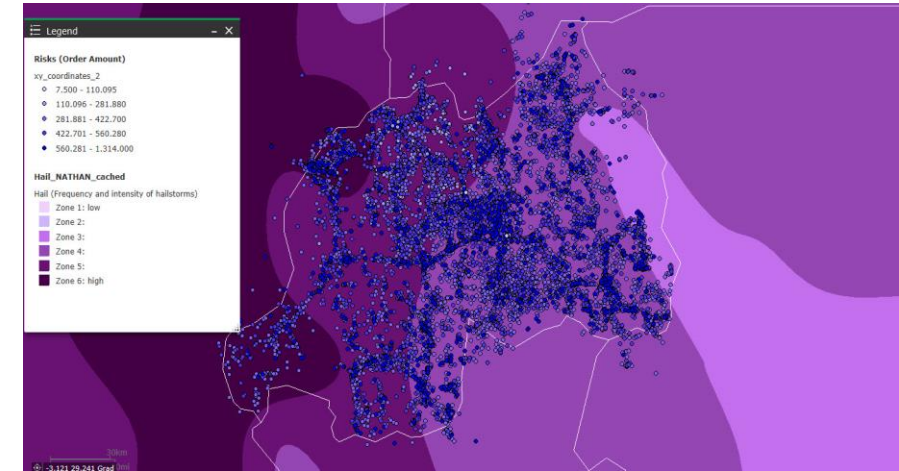 Legend
Risks (Order Amount)
xy_coordinates_2
7.500 - 110.095
110.096 - 281.880
281.881 - 422.700
422.701 - 560.280
560.281 - 1.314.000
Hail_NATHAN_cached
Hail (Frequency and intensity of hailstorms)
Zone 1: low
Zone 2:
Zone 3:
Zone 4:
Zone 5:
Zone 6: high
30km
-3.121 29.241 Grad 0mi